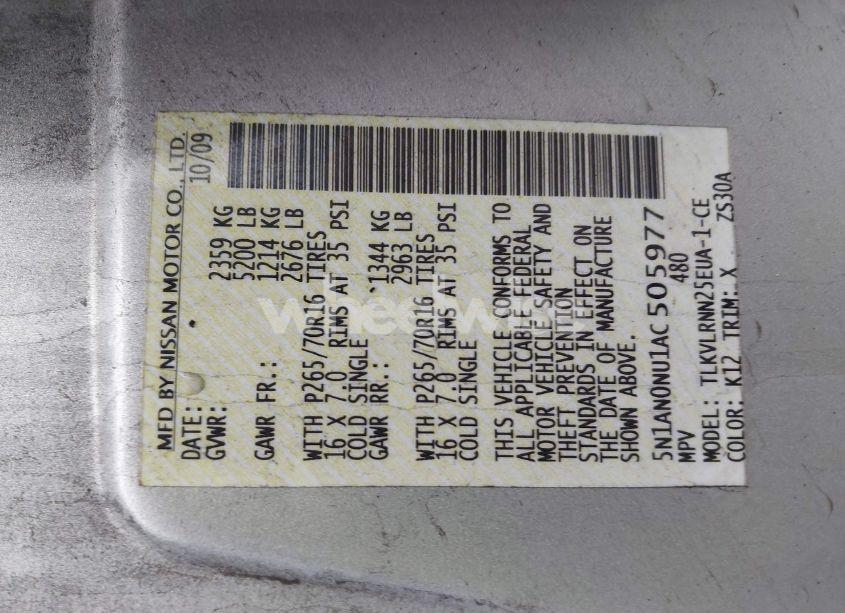 MFD BY NISSAN MOTOR CO., LTD.
DATE: 10/09
GVWR: 2359 KG
5200 LB
GAWR FR.: 1214 KG
2676 LB
WITH P265/70R16 TIRES
16 X 7.0 RIMS AT 35 PSI
COLD SINGLE
GAWR RR.: 1344 KG
2963 LB
WITH P265/70R16 TIRES
16 X 7.0 RIMS AT 35 PSI
COLD SINGLE
THIS VEHICLE CONFORMS TO
ALL APPLICABLE FEDERAL
MOTOR VEHICLE SAFETY AND
THEFT PREVENTION
STANDARDS IN EFFECT ON
THE DATE OF MANUFACTURE
SHOWN ABOVE.
5N1AN0NU1AC505977
MPV 480
MODEL: TLKVLRNN25EUA-1-CE
COLOR: K12 TRIM: X ZS30A